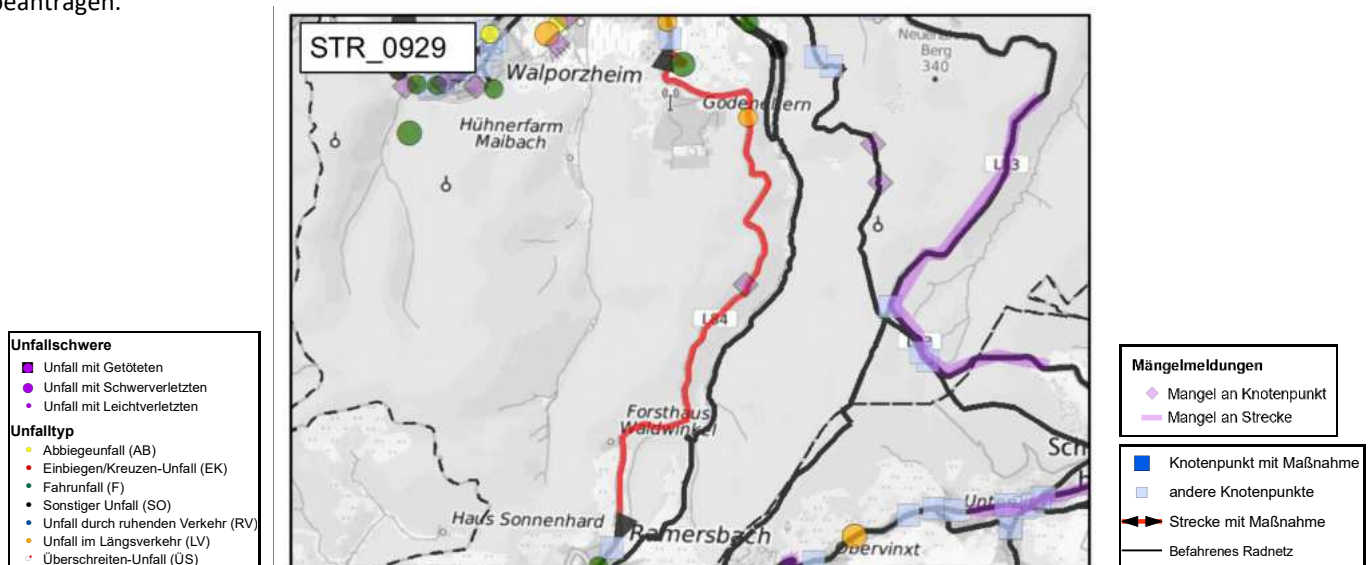 beantragen.
STR_0929
Walporzheim
Godeneltern
Hühnerfarm
Maibach
Berg
340
L84
Forsthaus
Waldwinkel
Haus Sonnenhard
Ramersbach
Obervinxt
Unfallschwere
Unfall mit Getöteten
Unfall mit Schwerverletzten
Unfall mit Leichtverletzten
Unfalltyp
Abbiegeunfall (AB)
Einbiegen/Kreuzen-Unfall (EK)
Fahrunfall (F)
Sonstiger Unfall (SO)
Unfall durch ruhenden Verkehr (RV)
Unfall im Längsverkehr (LV)
Überschreiten-Unfall (ÜS)
Mängelmeldungen
Mangel an Knotenpunkt
Mangel an Strecke
Knotenpunkt mit Maßnahme
andere Knotenpunkte
Strecke mit Maßnahme
Befahrenes Radnetz